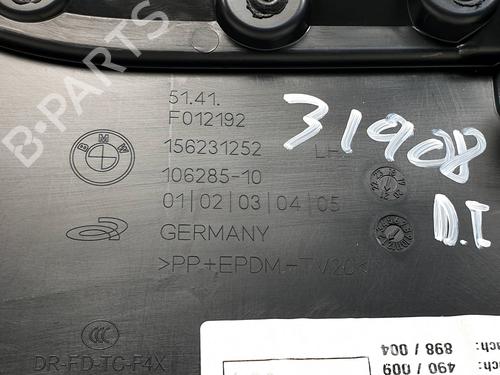 B-PARTS
51.41.
F012192
BMW
156231252
LH
106285-10
31908
01|02|03|04|05
D.I
GERMANY
>PP+EPDM-TV20<
DR-FD-TC-F4X
898 / 004
490 / 009